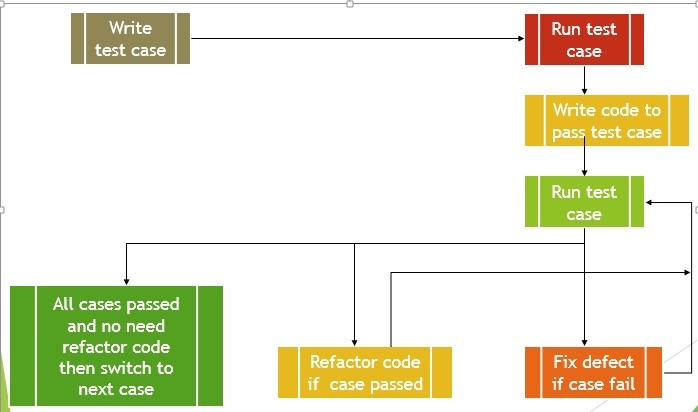 Write
test case
Run test
case
Write code to
pass test case
Run test
case
All cases passed
and no need
refactor code
then switch to
next case
Refactor code
if case passed
Fix defect
if case fail